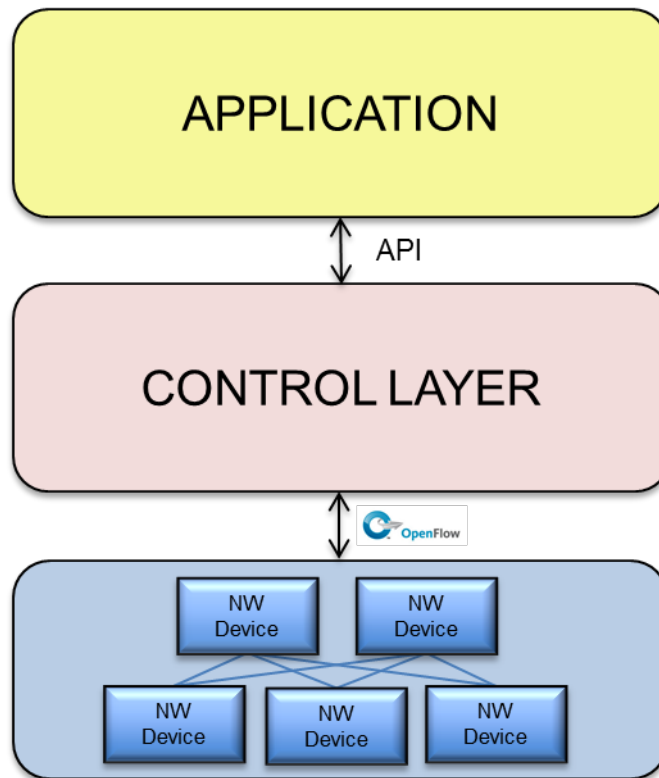 APPLICATION
API
CONTROL LAYER
OpenFlow
NW
Device
NW
Device
NW
Device
NW
Device
NW
Device